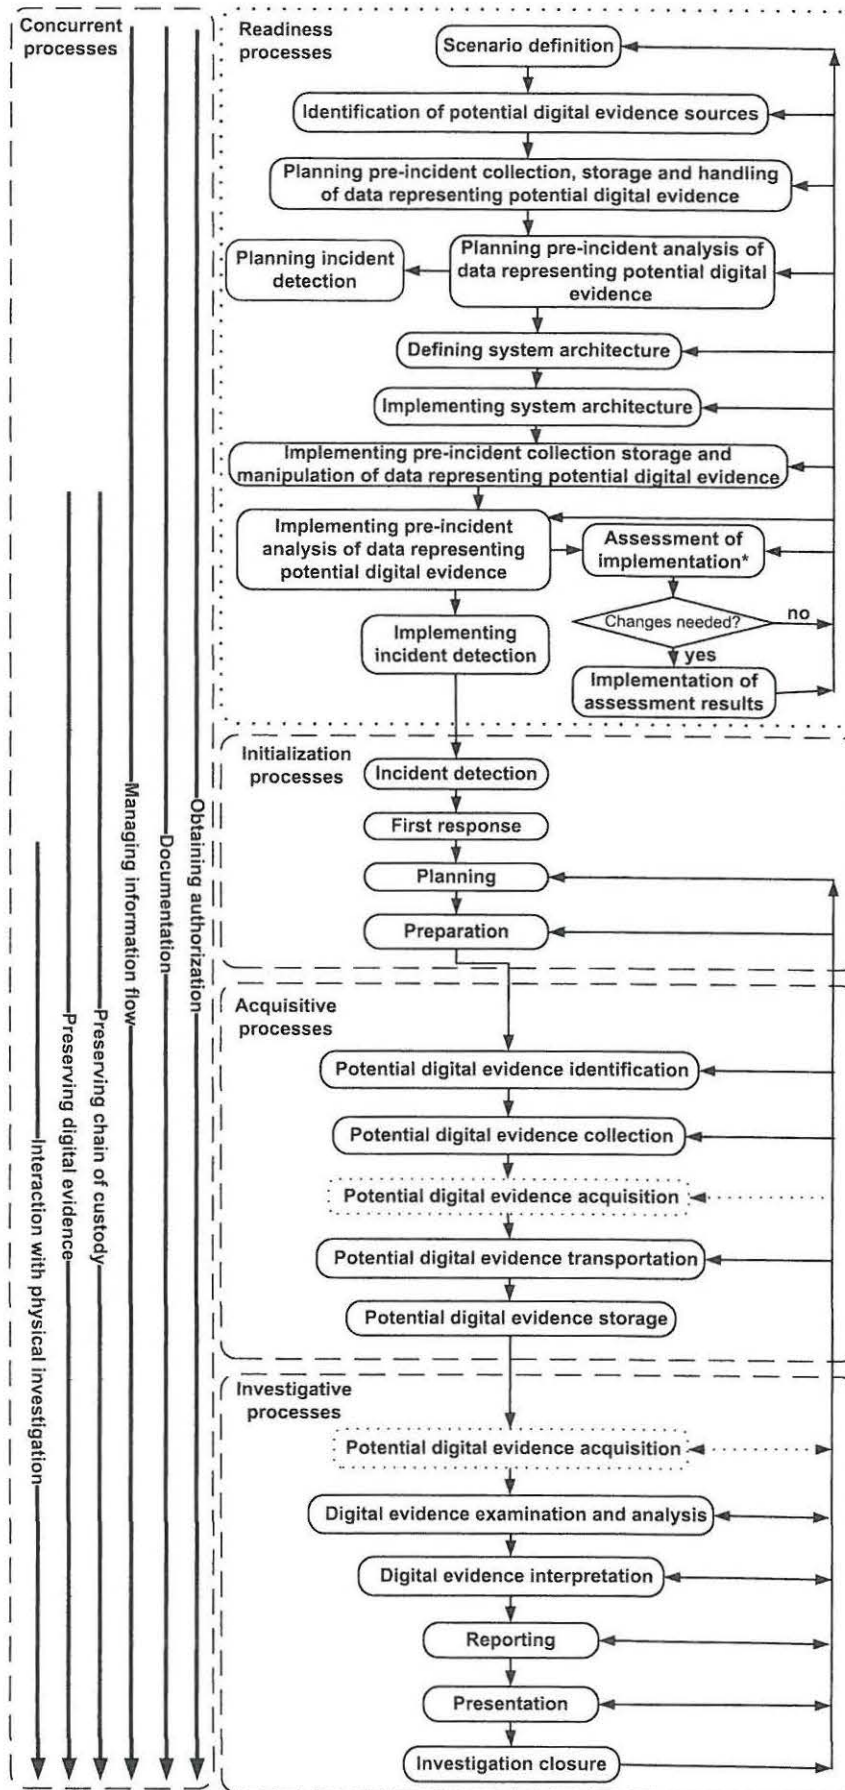 Concurrent
processes
Managing information flow
Documentation
Obtaining authorization
Preserving digital evidence
Preserving chain of custody
Interaction with physical investigation
Readiness
processes
Scenario definition
Identification of potential digital evidence sources
Planning pre-incident collection, storage and handling
of data representing potential digital evidence
Planning incident
detection
Planning pre-incident analysis of
data representing potential digital
evidence
Defining system architecture
Implementing system architecture
Implementing pre-incident collection storage and
manipulation of data representing potential digital evidence
Implementing pre-incident
analysis of data representing
potential digital evidence
Assessment of
implementation*
Changes needed?
no
yes
Implementing
incident detection
Implementation of
assessment results
Initialization
processes
Incident detection
First response
Planning
Preparation
Acquisitive
processes
Potential digital evidence identification
Potential digital evidence collection
Potential digital evidence acquisition
Potential digital evidence transportation
Potential digital evidence storage
Investigative
processes
Potential digital evidence acquisition
Digital evidence examination and analysis
Digital evidence interpretation
Reporting
Presentation
Investigation closure